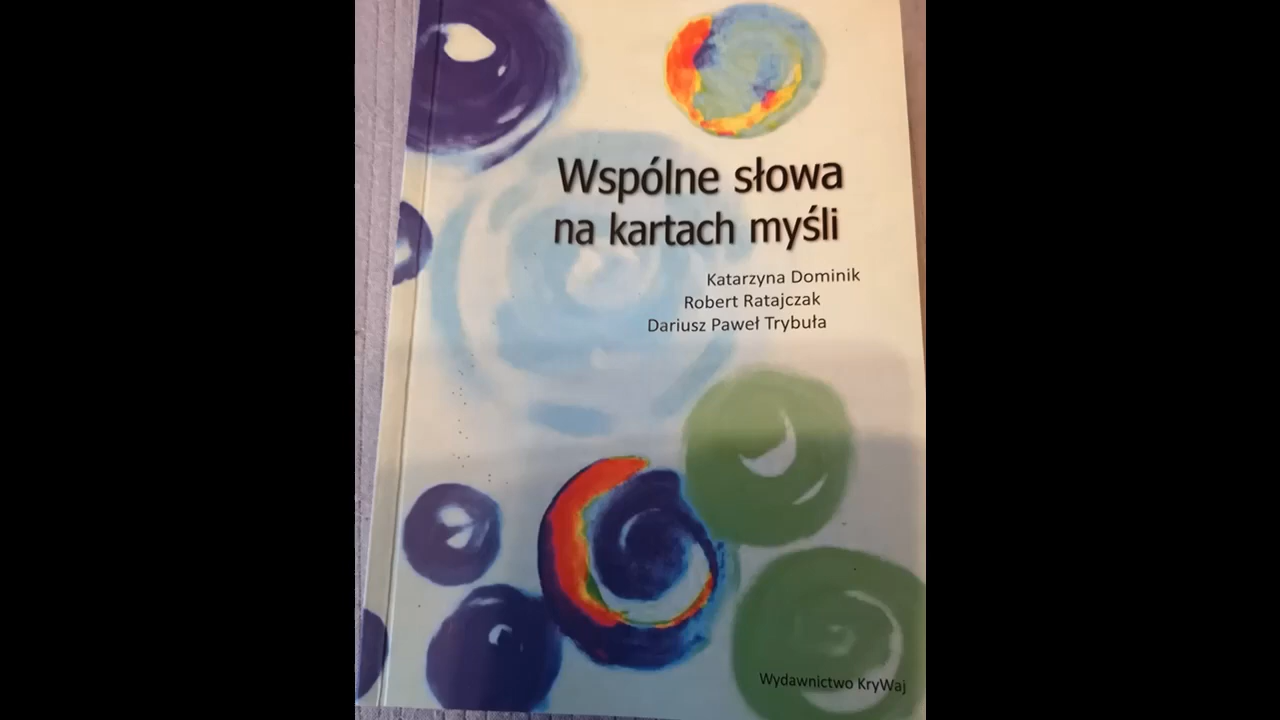 Wspólne słowa
na kartach myśli
Katarzyna Dominik
Robert Ratajczak
Dariusz Paweł Trybuła
Wydawnictwo KryWaj